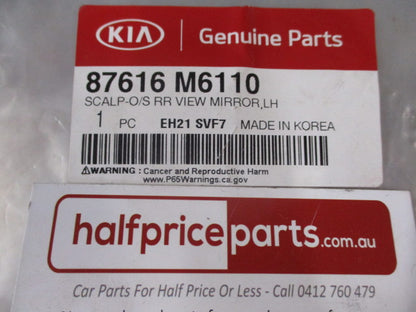 KIA Genuine Parts
87616 M6110
SCALP-O/S RR VIEW MIRROR,LH
1 PC EH21 SVF7 MADE IN KOREA
WARNING : Cancer and Reproductive Harm
www.P65Warnings.ca.gov
halfpriceparts.com.au
Car Parts For Half Price Or Less - Call 0412 760 479